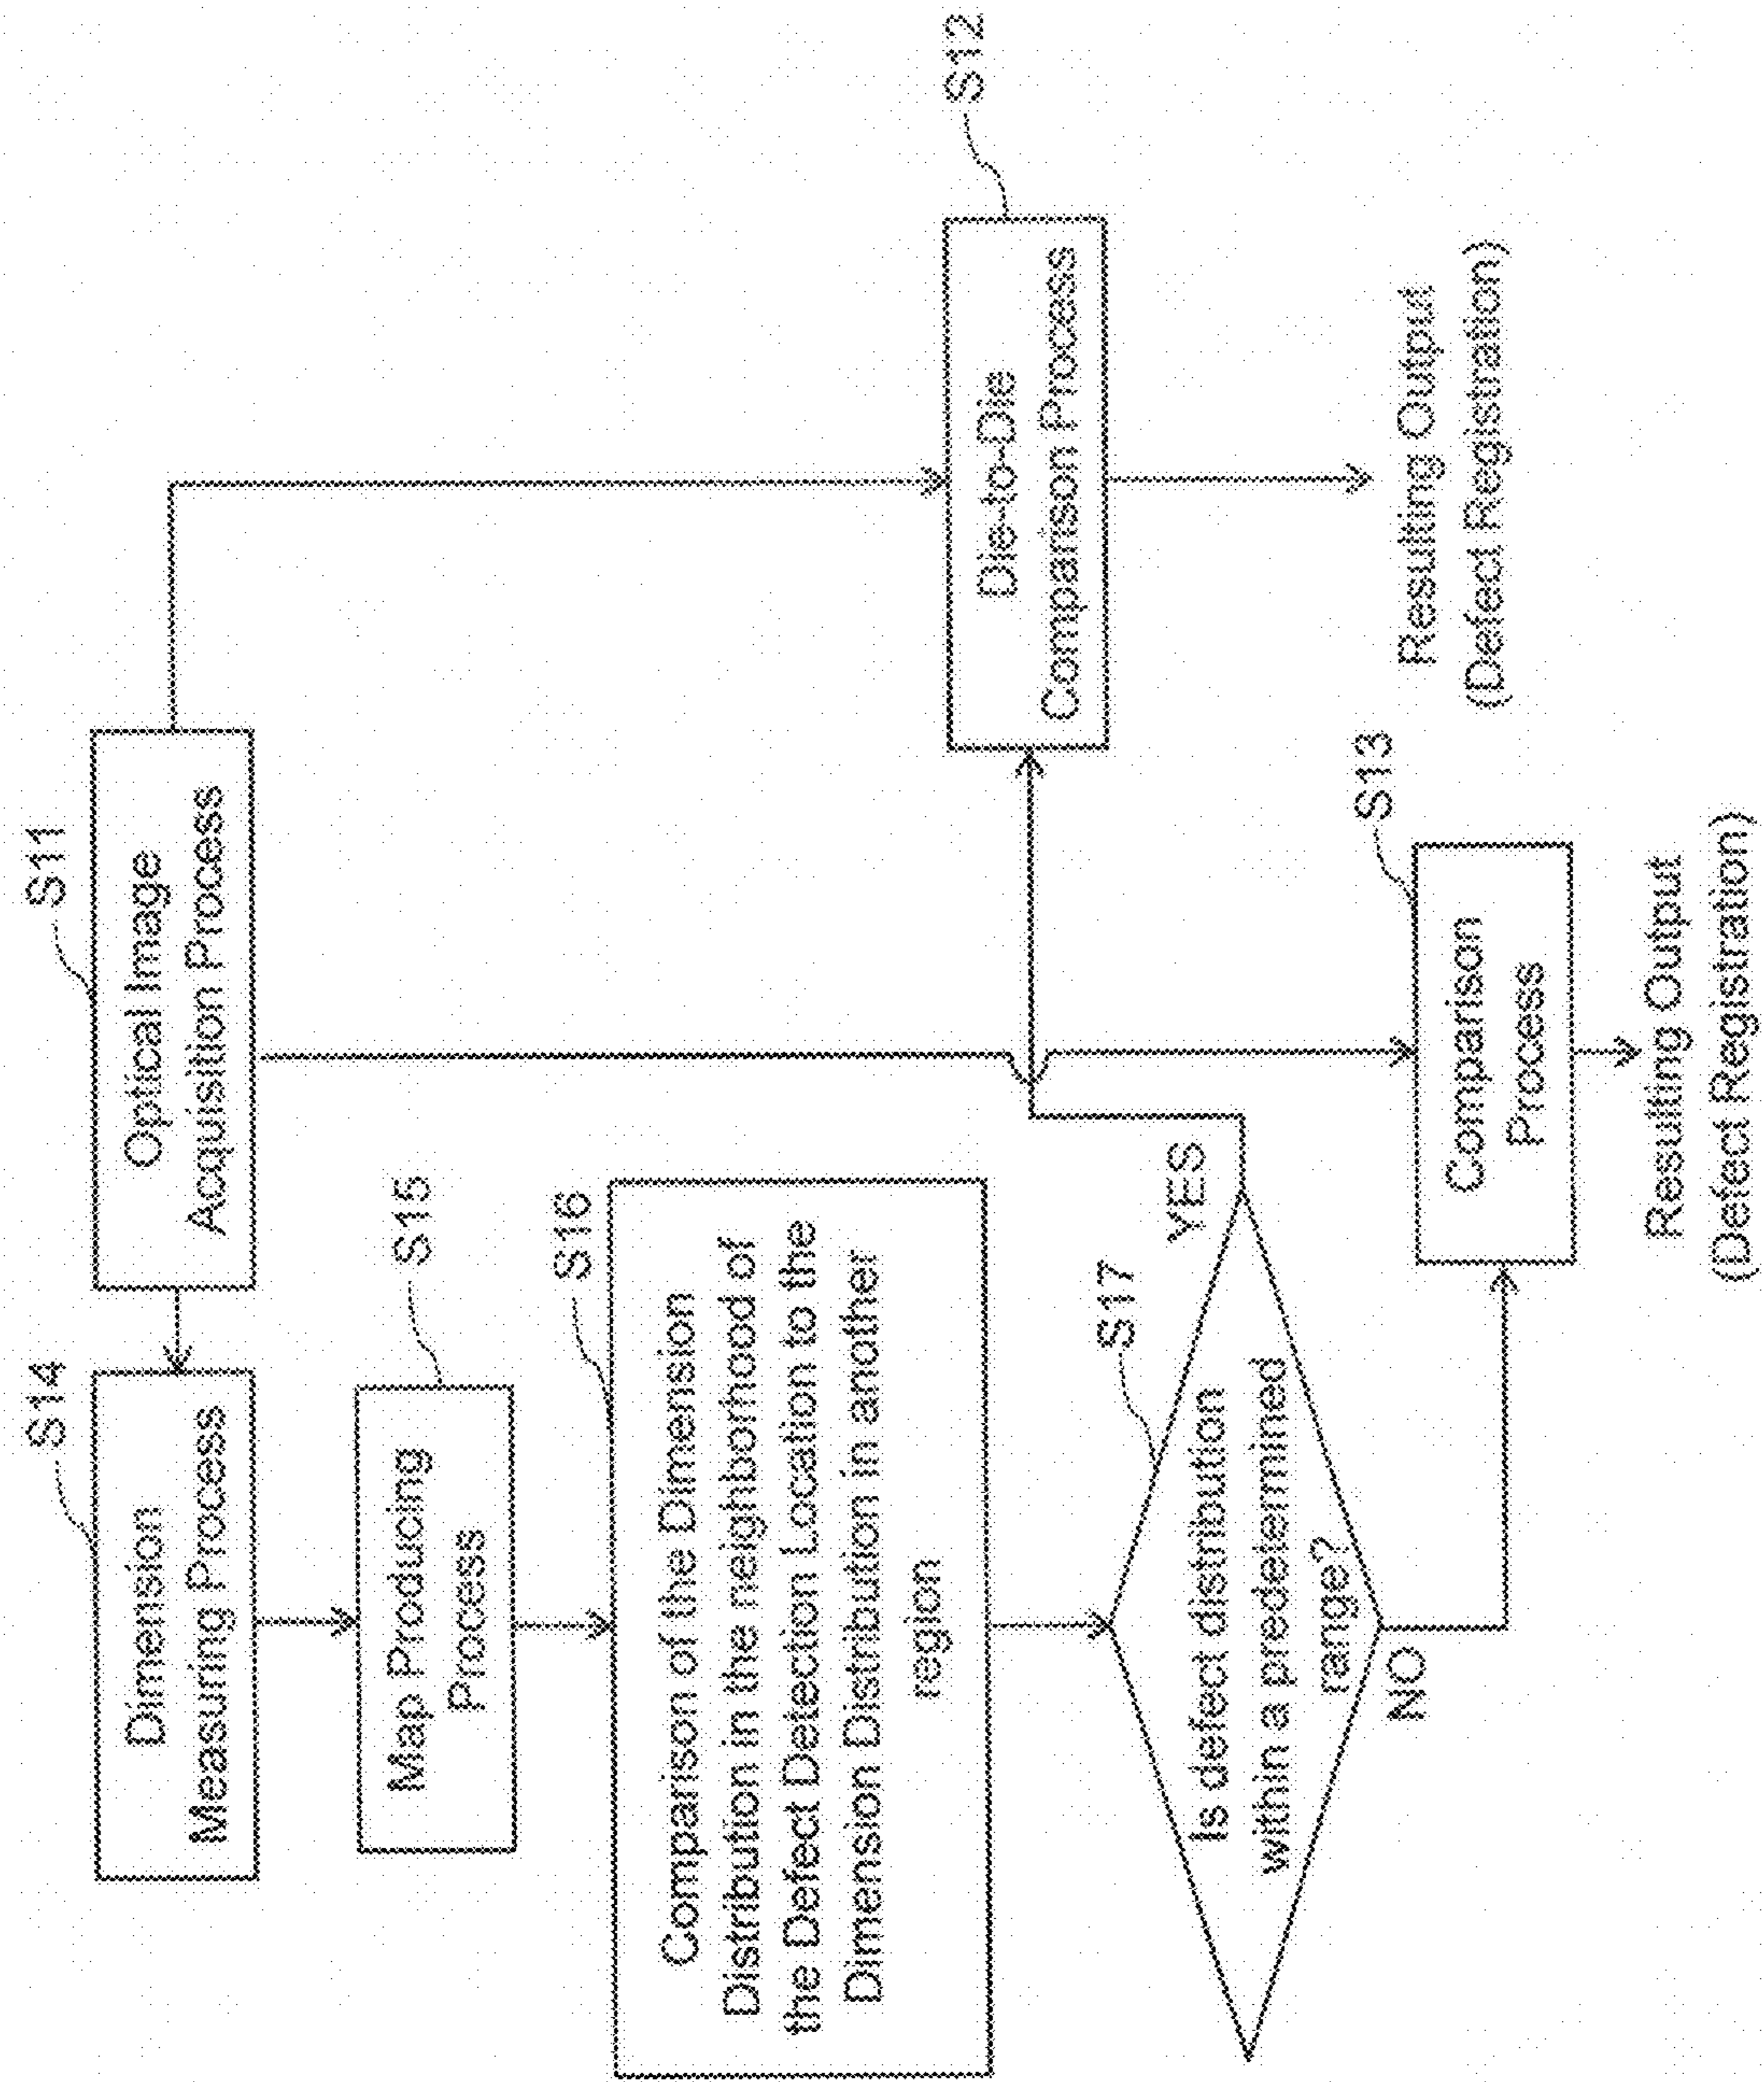 S11
Optical Image
Acquisition Process
S14
Dimension
Measuring Process
S15
Map Producing
Process
S16
Comparison of the Dimension
Distribution in the neighborhood of
the Defect Detection Location to the
Dimension Distribution in another
region
S17
Is defect distribution
within a predetermined
range?
YES
NO
S12
Die-to-Die
Comparison Process
Resulting Output
(Defect Registration)
S13
Comparison
Process
Resulting Output
(Defect Registration)